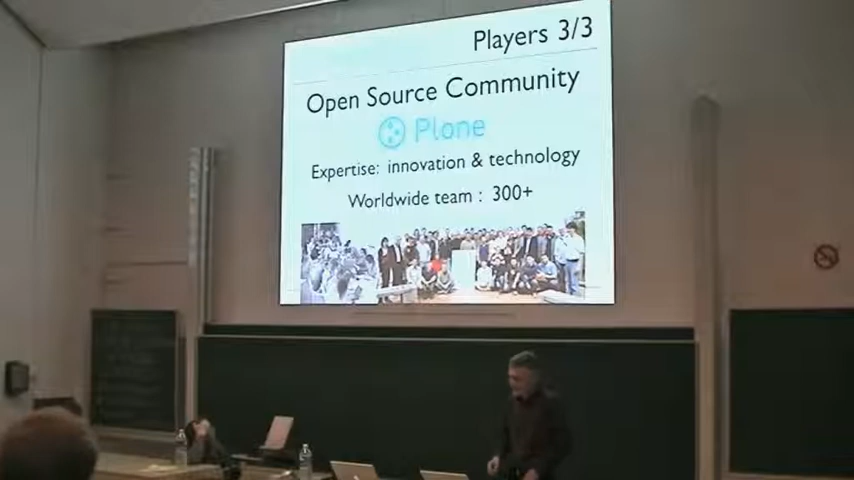 Players 3/3
Open Source Community
Plone
Expertise: innovation & technology
Worldwide team : 300+